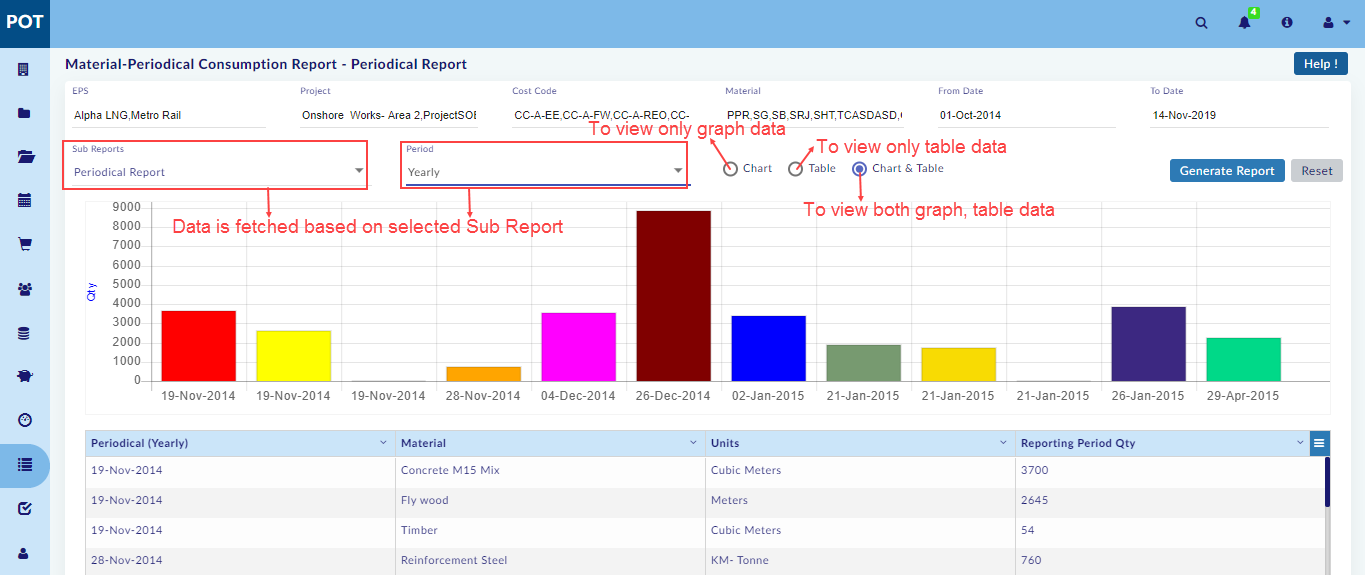 POT
4
Material-Periodical Consumption Report - Periodical Report
Help !
EPS
Project
Cost Code
Material
From Date
To Date
Alpha LNG,Metro Rail
Onshore Works- Area 2,ProjectSOE
CC-A-EE,CC-A-FW,CC-A-REO,CC-
PPR,SG,SB,SRJ,SHT,TCASDASD,
01-Oct-2014
14-Nov-2019
To view only graph data
To view only table data
Sub Reports
Periodical Report
Period
Yearly
Chart
Table
Chart & Table
Generate Report
Reset
To view both graph, table data
Data is fetched based on selected Sub Report
Qty
9000
8000
7000
6000
5000
4000
3000
2000
1000
0
19-Nov-2014
19-Nov-2014
19-Nov-2014
28-Nov-2014
04-Dec-2014
26-Dec-2014
02-Jan-2015
21-Jan-2015
21-Jan-2015
21-Jan-2015
26-Jan-2015
29-Apr-2015
Periodical (Yearly) Material Units Reporting Period Qty
19-Nov-2014 Concrete M15 Mix Cubic Meters 3700
19-Nov-2014 Fly wood Meters 2645
19-Nov-2014 Timber Cubic Meters 54
28-Nov-2014 Reinforcement Steel KM- Tonne 760